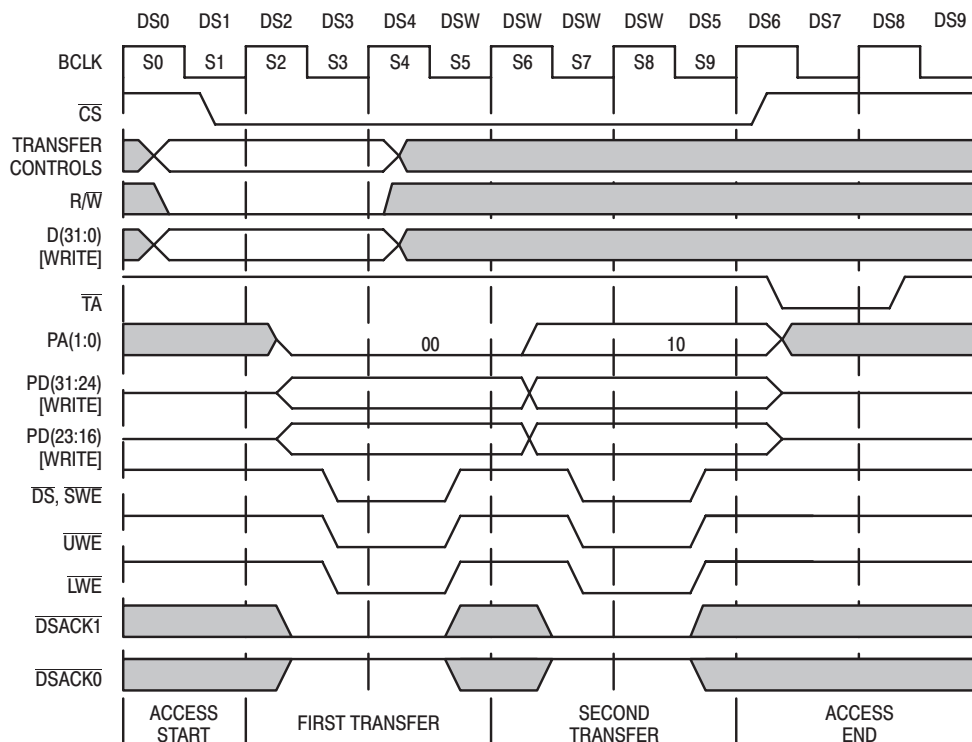 DS0 DS1 DS2 DS3 DS4 DSW DSW DSW DSW DS5 DS6 DS7 DS8 DS9
BCLK S0 S1 S2 S3 S4 S5 S6 S7 S8 S9
CS
TRANSFER
CONTROLS
R/W
D(31:0)
[WRITE]
TA
PA(1:0) 00 10
PD(31:24)
[WRITE]
PD(23:16)
[WRITE]
DS, SWE
UWE
LWE
DSACK1
DSACK0
ACCESS
START
FIRST TRANSFER
SECOND
TRANSFER
ACCESS
END